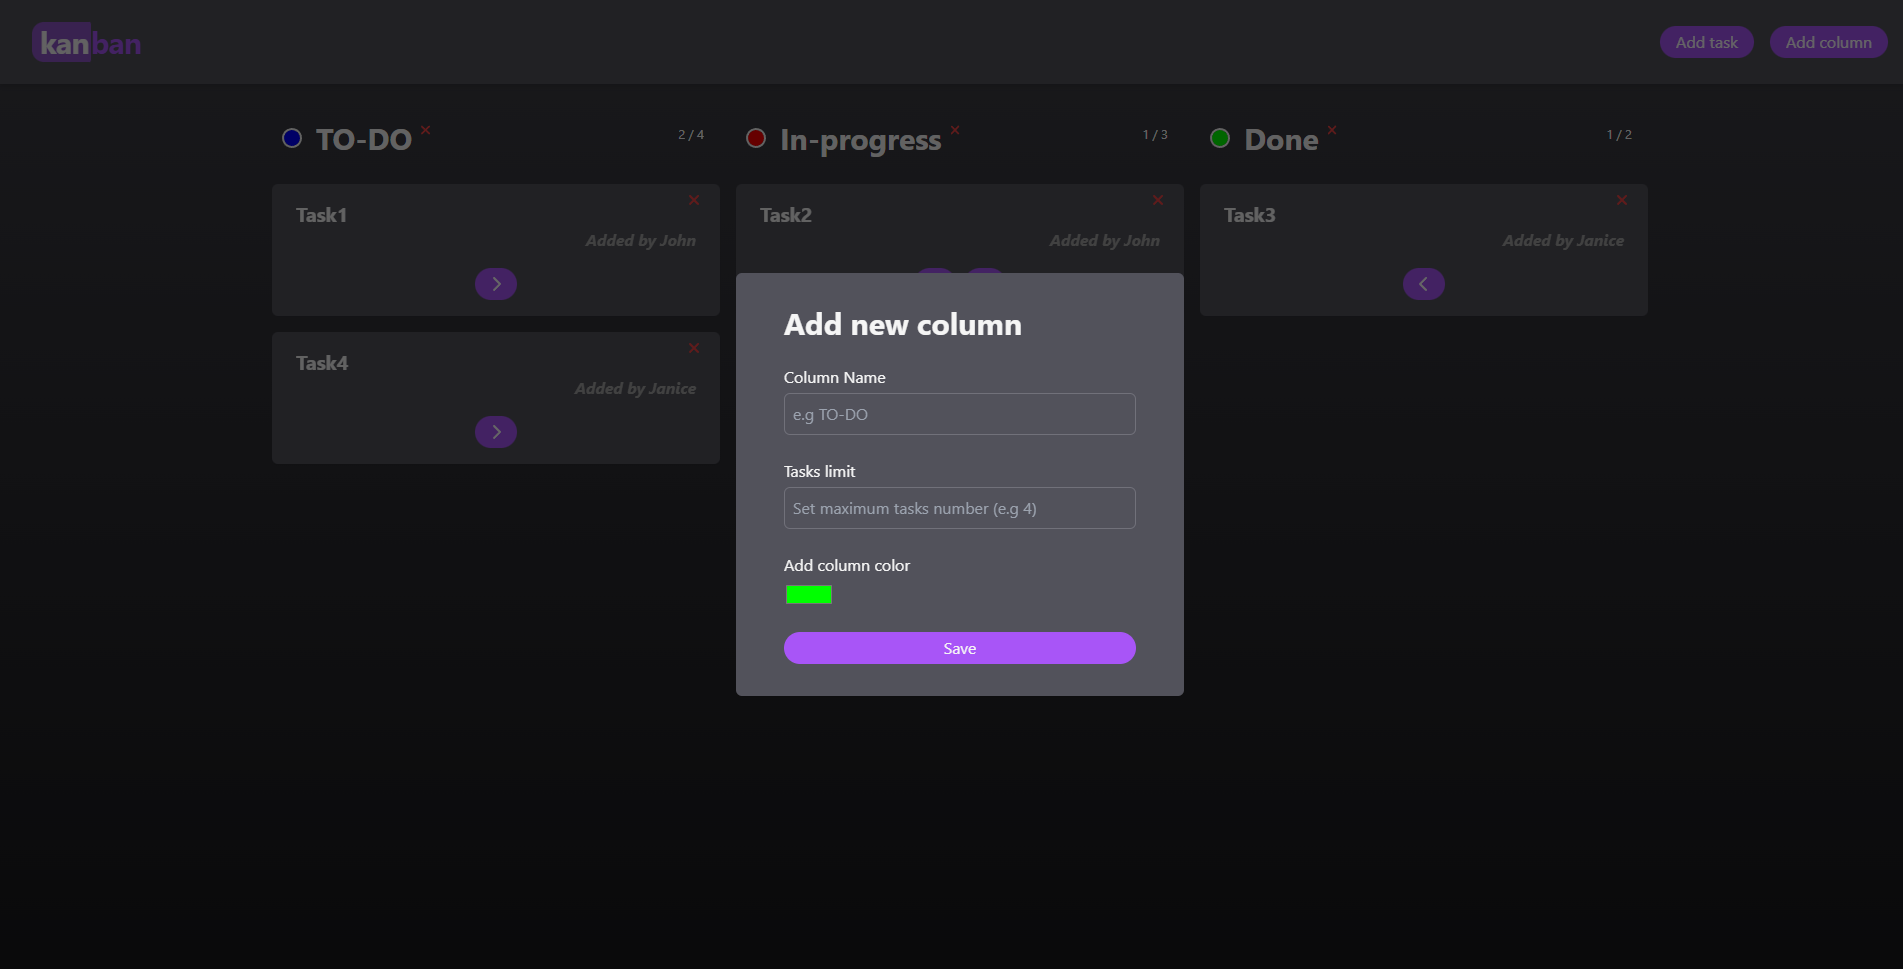 kanban
Add task
Add column
TO-DO
2 / 4
In-progress
1 / 3
Done
1 / 2
Task1
Added by John
Task4
Added by Janice
Task2
Added by John
Task3
Added by Janice
Add new column
Column Name
e.g TO-DO
Tasks limit
Set maximum tasks number (e.g 4)
Add column color
Save